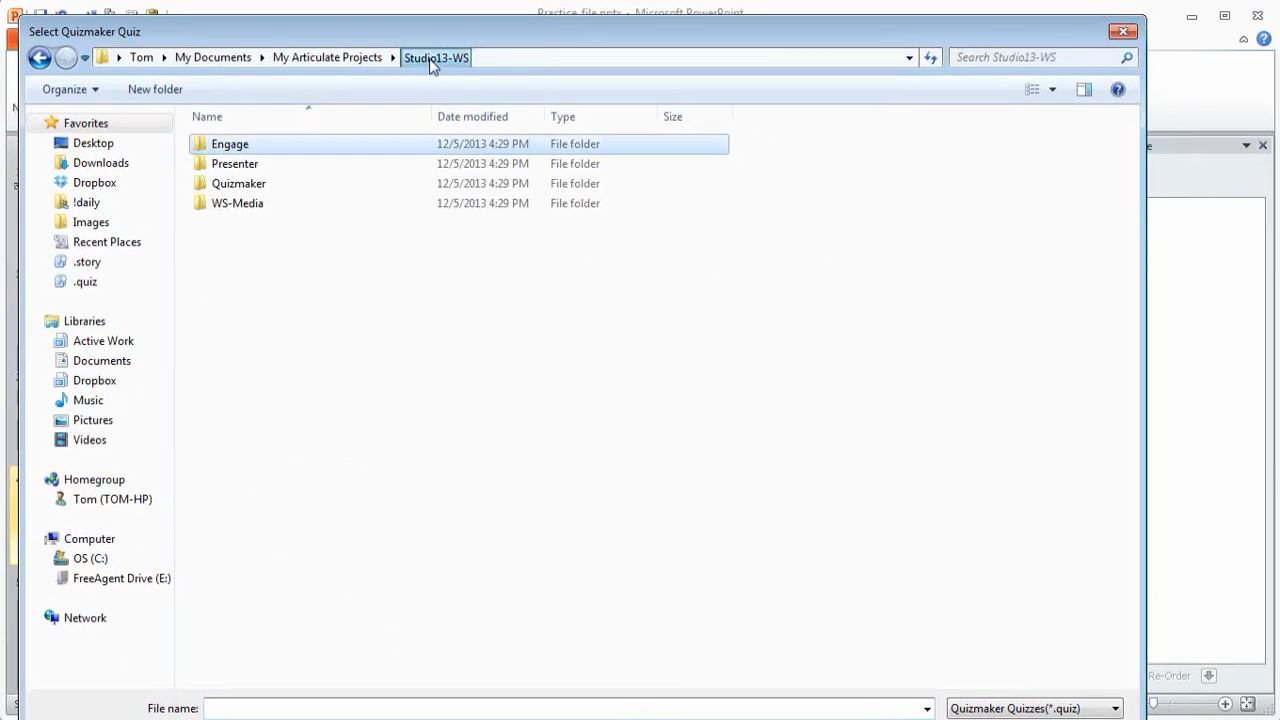 Practice file.pptx - Microsoft PowerPoint
Select Quizmaker Quiz
Tom My Documents My Articulate Projects Studio13-WS
Search Studio13-WS
Organize New folder
Name Date modified Type Size
Favorites
Desktop
Downloads
Dropbox
!daily
Images
Recent Places
.story
.quiz
Libraries
Active Work
Documents
Dropbox
Music
Pictures
Videos
Homegroup
Tom (TOM-HP)
Computer
OS (C:)
FreeAgent Drive (E:)
Network
Engage 12/5/2013 4:29 PM File folder
Presenter 12/5/2013 4:29 PM File folder
Quizmaker 12/5/2013 4:29 PM File folder
WS-Media 12/5/2013 4:29 PM File folder
Re-Order
File name: Quizmaker Quizzes(*.quiz)